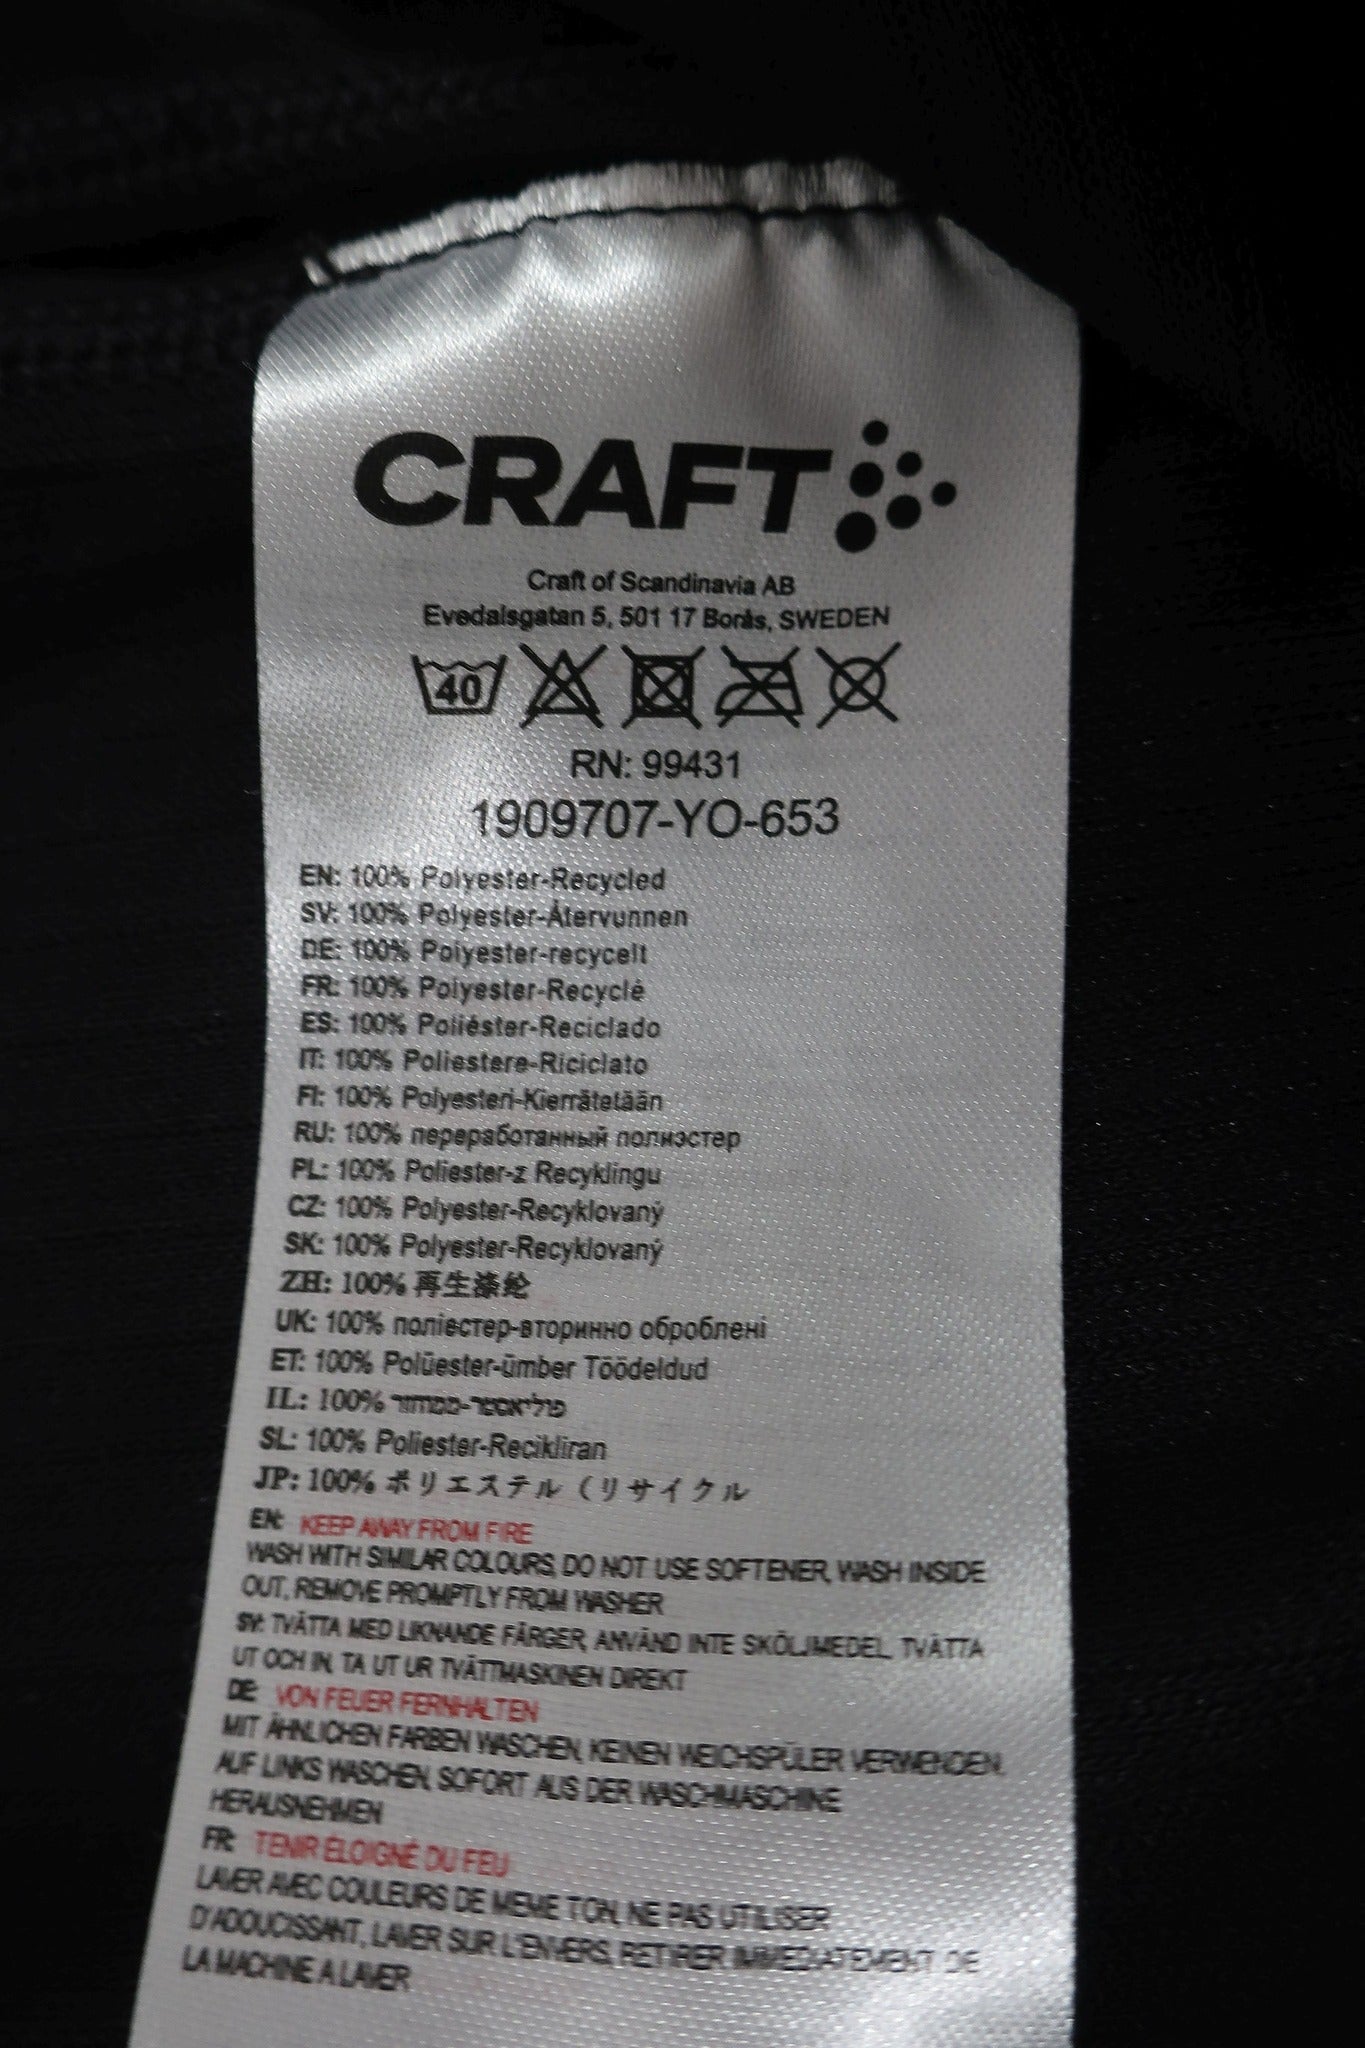 CRAFT
Craft of Scandinavia AB
Evedalsgatan 5, 501 17 Borås, SWEDEN
40
RN: 99431
1909707-YO-653
EN: 100% Polyester-Recycled
SV: 100% Polyester-Återvunnen
DE: 100% Polyester-recycelt
FR: 100% Polyester-Recyclé
ES: 100% Poliéster-Reciclado
IT: 100% Poliestere-Riciclato
FI: 100% Polyesteri-Kierrätetään
RU: 100% переработанный полиэстер
PL: 100% Poliester-z Recyklingu
CZ: 100% Polyester-Recyklovaný
SK: 100% Polyester-Recyklovaný
ZH: 100% 再生涤纶
UK: 100% поліестер-вторинно оброблені
ET: 100% Polüester-ümber Töödeldud
IL: 100% פוליאסטר-ממוחזר
SL: 100% Poliester-Recikliran
JP: 100% ポリエステル（リサイクル
EN: KEEP AWAY FROM FIRE
WASH WITH SIMILAR COLOURS, DO NOT USE SOFTENER, WASH INSIDE
OUT, REMOVE PROMPTLY FROM WASHER
SV: TVÄTTA MED LIKNANDE FÄRGER, ANVÄND INTE SKÖLJMEDEL, TVÄTTA
UT OCH IN, TA UT UR TVÄTTMASKINEN DIREKT
DE: VON FEUER FERNHALTEN
MIT ÄHNLICHEN FARBEN WASCHEN, KEINEN WEICHSPÜLER VERWENDEN,
AUF LINKS WASCHEN, SOFORT AUS DER WASCHMASCHINE
HERAUSNEHMEN
FR: TENIR ÉLOIGNÉ DU FEU
LAVER AVEC COULEURS DE MEME TON, NE PAS UTILISER
D'ADOUCISSANT, LAVER SUR L'ENVERS, RETIRER IMMEDIATEMENT DE
LA MACHINE A LAVER